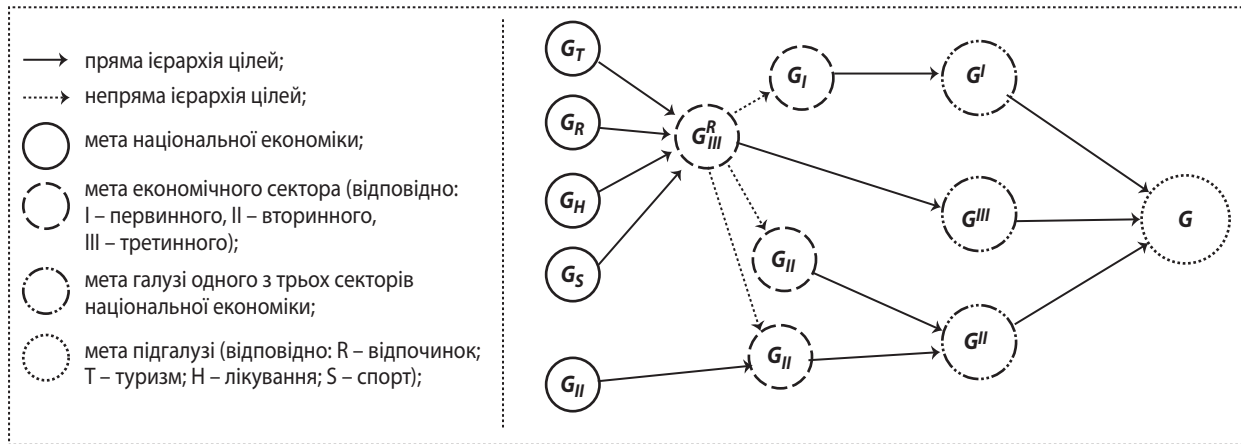 пряма ієрархія цілей;
непряма ієрархія цілей;
мета національної економіки;
мета економічного сектора (відповідно:
I – первинного, II – вторинного,
III – третинного);
мета галузі одного з трьох секторів
національної економіки;
мета підгалузі (відповідно: R – відпочинок;
T – туризм; H – лікування; S – спорт);
G_T
G_R
G_H
G_S
G_II
G^R_III
G_I
G_II
G_II
G^I
G^III
G^II
G